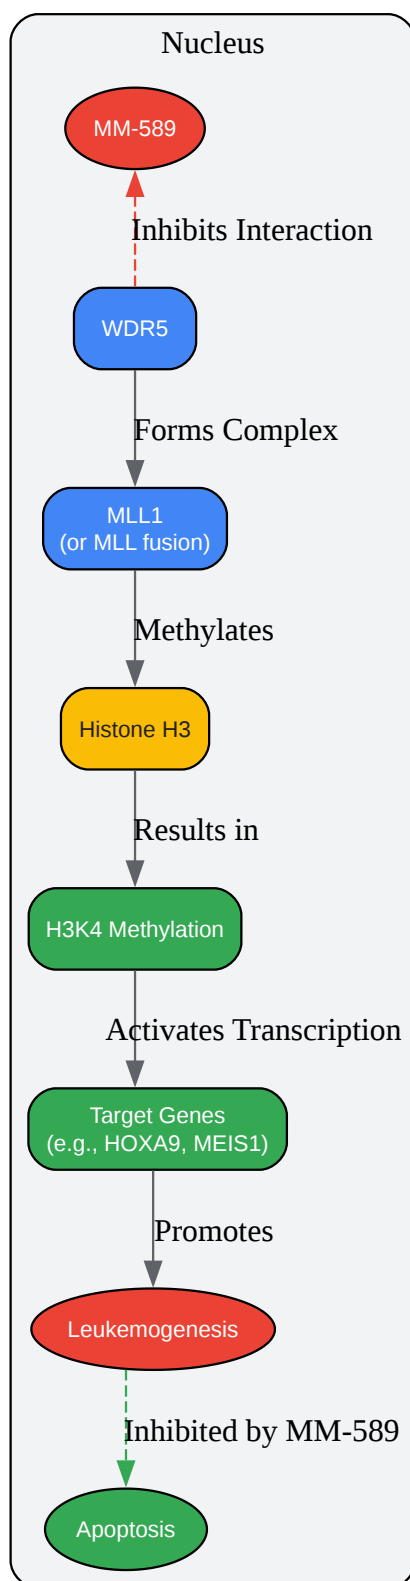 Nucleus
MM-589
Inhibits Interaction
WDR5
Forms Complex
MLL1
(or MLL fusion)
Methylates
Histone H3
Results in
H3K4 Methylation
Activates Transcription
Target Genes
(e.g., HOXA9, MEIS1)
Promotes
Leukemogenesis
Inhibited by MM-589
Apoptosis